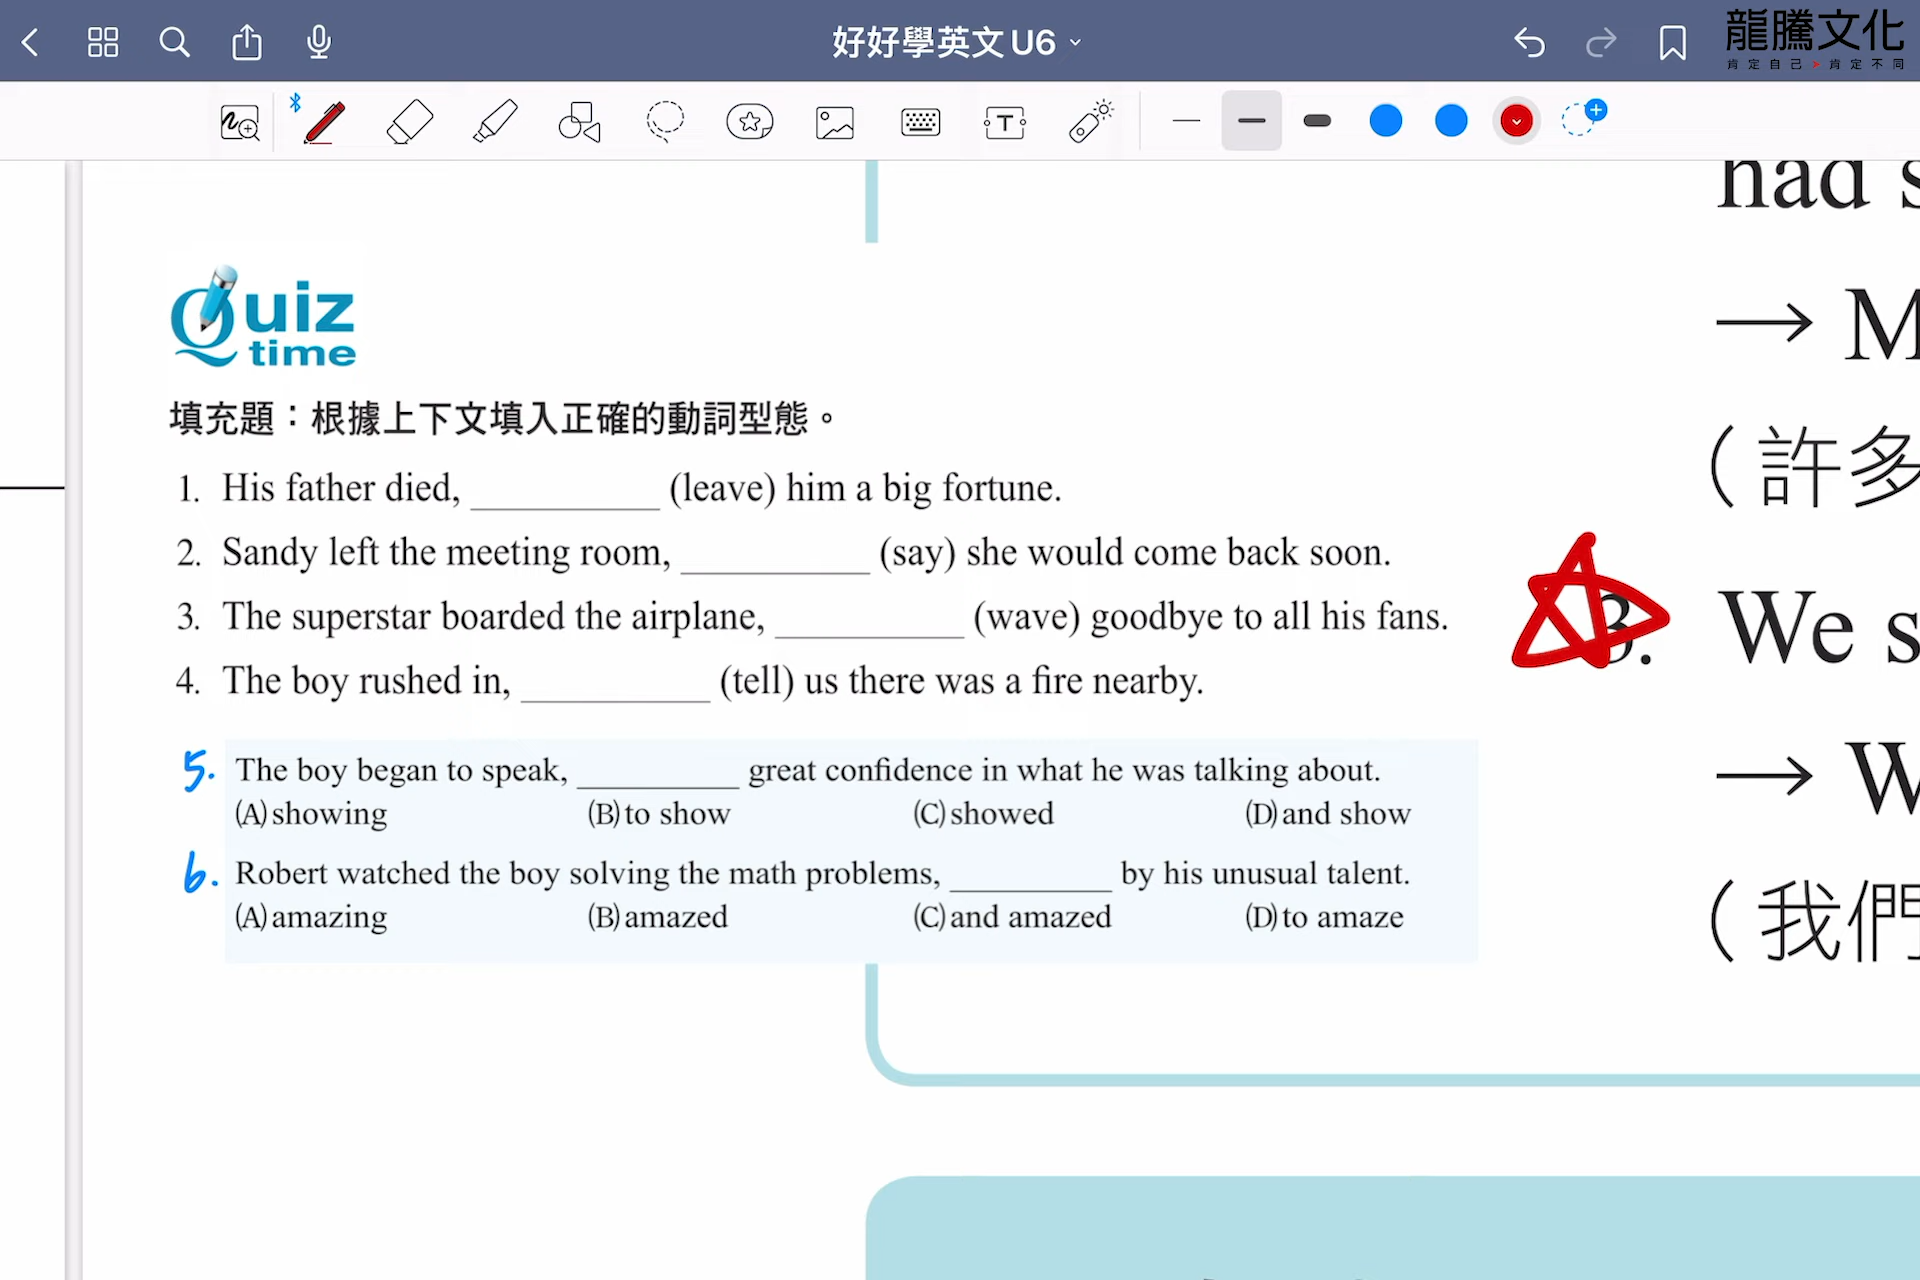 好好學英文 U6
龍騰文化
肯定自己➤肯定不同
T
had s
Quiz
time
填充題：根據上下文填入正確的動詞型態。
1. His father died, __________ (leave) him a big fortune.
2. Sandy left the meeting room, __________ (say) she would come back soon.
3. The superstar boarded the airplane, __________ (wave) goodbye to all his fans.
4. The boy rushed in, __________ (tell) us there was a fire nearby.
5. The boy began to speak, __________ great confidence in what he was talking about.
(A) showing (B) to show (C) showed (D) and show
6. Robert watched the boy solving the math problems, __________ by his unusual talent.
(A) amazing (B) amazed (C) and amazed (D) to amaze
→ M
（許多
3. We s
→ W
（我們